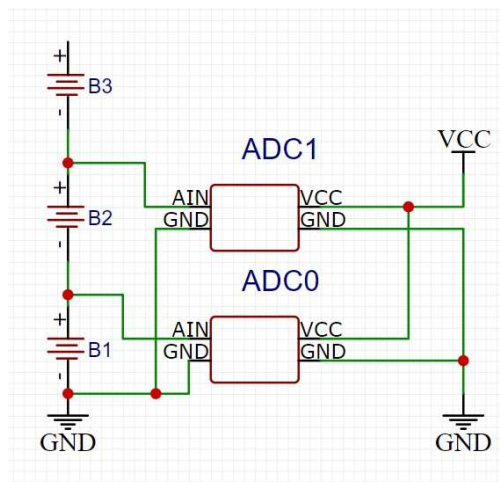 +
B3
-
ADC1
VCC
+
B2
-
AIN VCC
GND GND
ADC0
+
B1
-
AIN VCC
GND GND
GND
GND